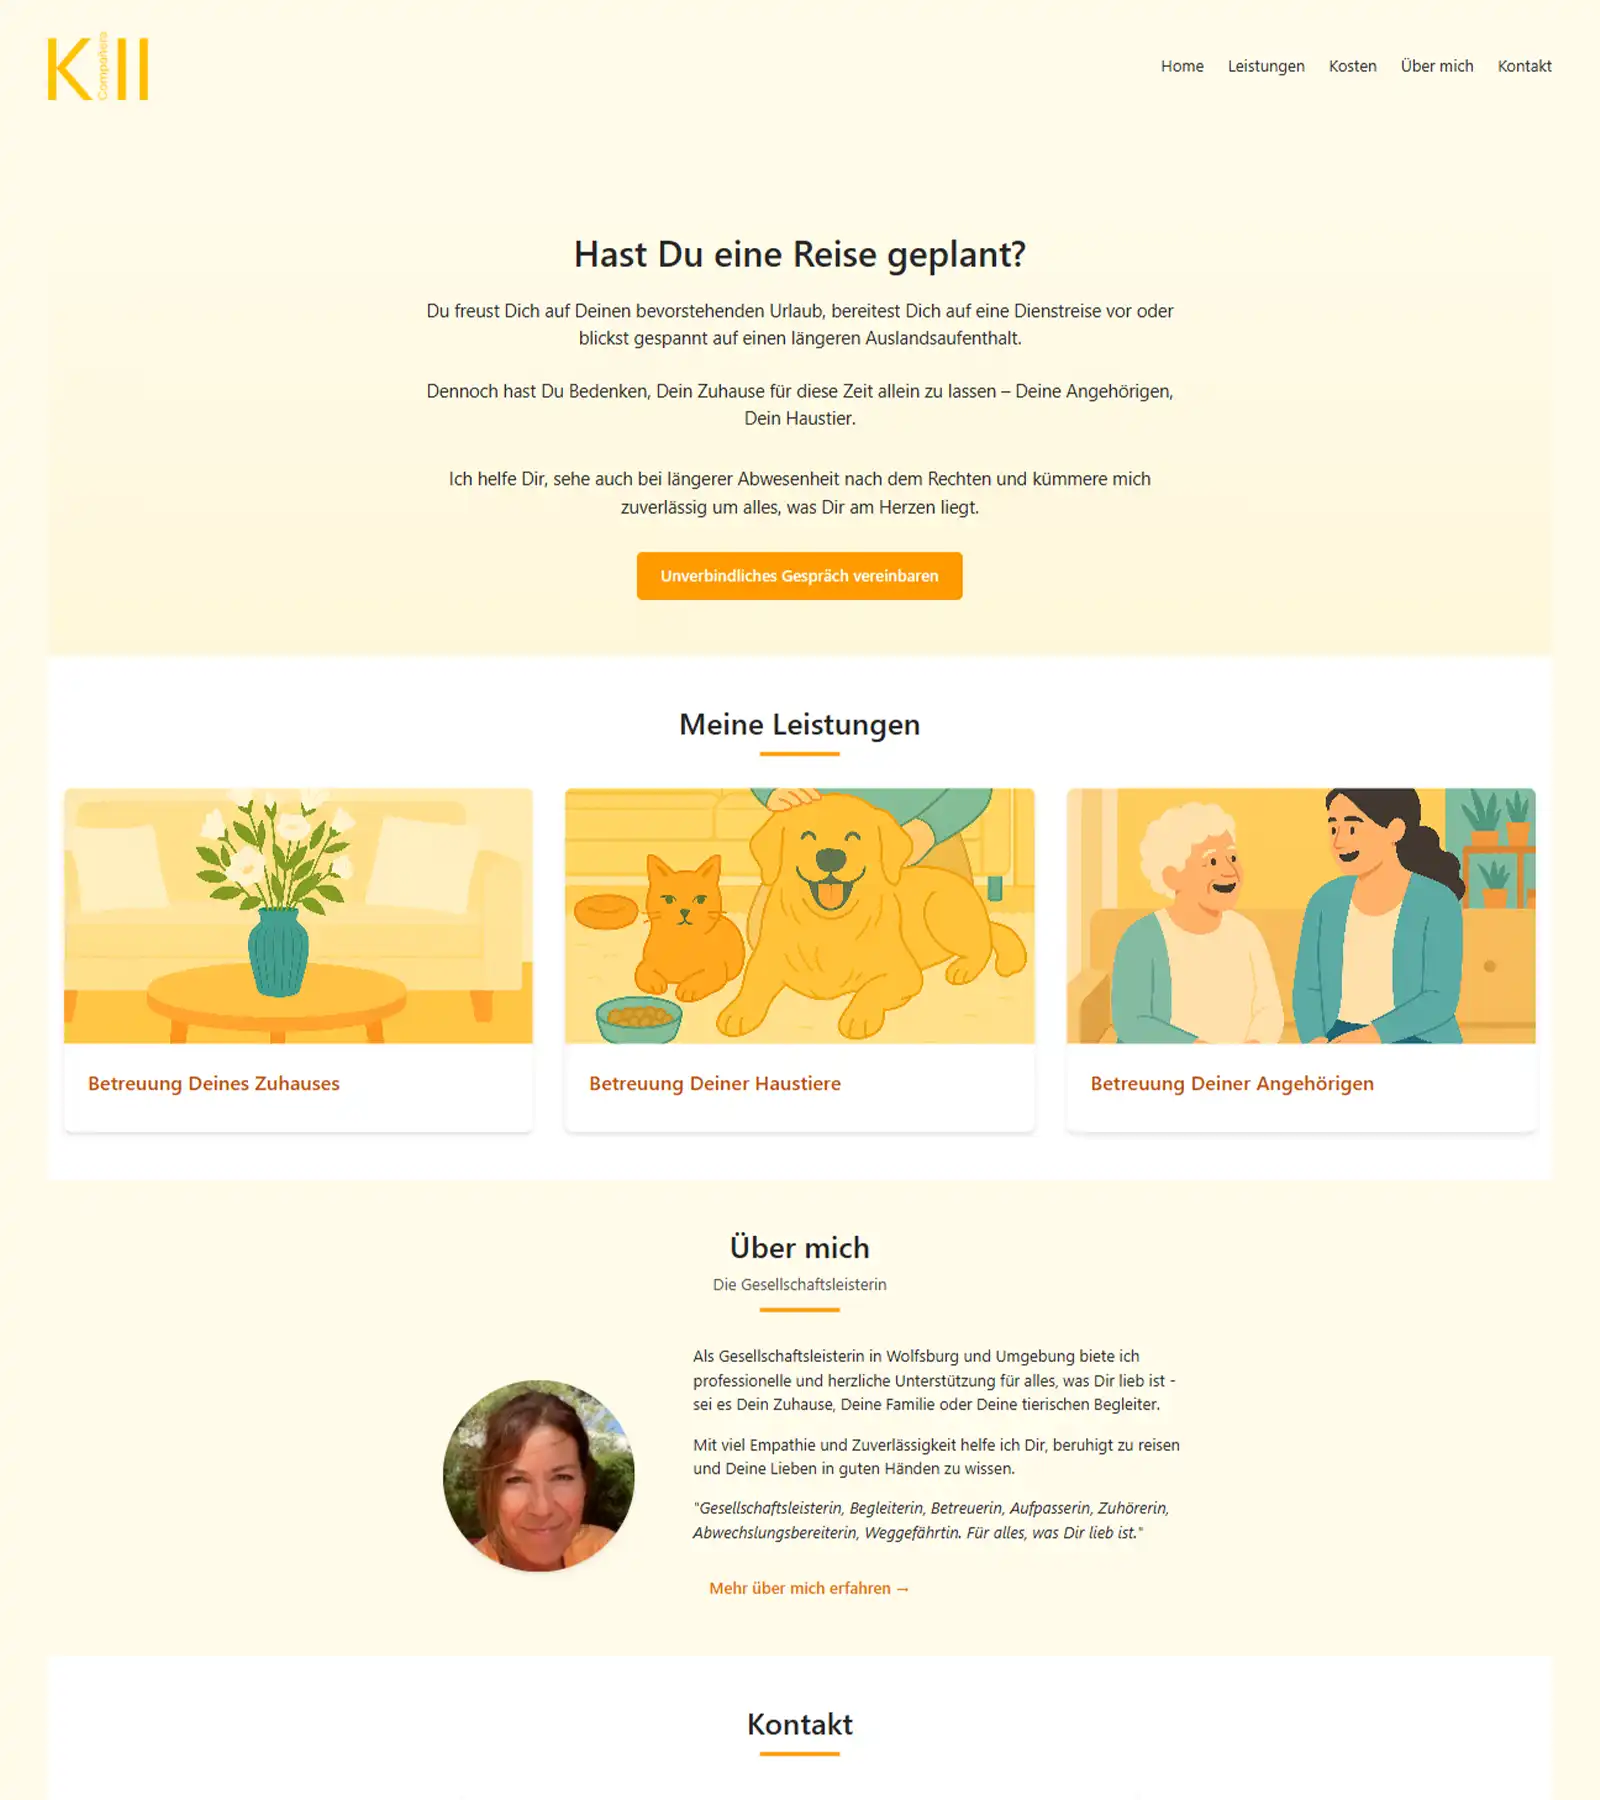 K Compañera II
Home Leistungen Kosten Über mich Kontakt
Hast Du eine Reise geplant?
Du freust Dich auf Deinen bevorstehenden Urlaub, bereitest Dich auf eine Dienstreise vor oder
blickst gespannt auf einen längeren Auslandsaufenthalt.
Dennoch hast Du Bedenken, Dein Zuhause für diese Zeit allein zu lassen – Deine Angehörigen,
Dein Haustier.
Ich helfe Dir, sehe auch bei längerer Abwesenheit nach dem Rechten und kümmere mich
zuverlässig um alles, was Dir am Herzen liegt.
Unverbindliches Gespräch vereinbaren
Meine Leistungen
Betreuung Deines Zuhauses
Betreuung Deiner Haustiere
Betreuung Deiner Angehörigen
Über mich
Die Gesellschaftsleisterin
Als Gesellschaftsleisterin in Wolfsburg und Umgebung biete ich
professionelle und herzliche Unterstützung für alles, was Dir lieb ist -
sei es Dein Zuhause, Deine Familie oder Deine tierischen Begleiter.
Mit viel Empathie und Zuverlässigkeit helfe ich Dir, beruhigt zu reisen
und Deine Lieben in guten Händen zu wissen.
"Gesellschaftsleisterin, Begleiterin, Betreuerin, Aufpasserin, Zuhörerin,
Abwechslungsbereiterin, Weggefährtin. Für alles, was Dir lieb ist."
Mehr über mich erfahren →
Kontakt